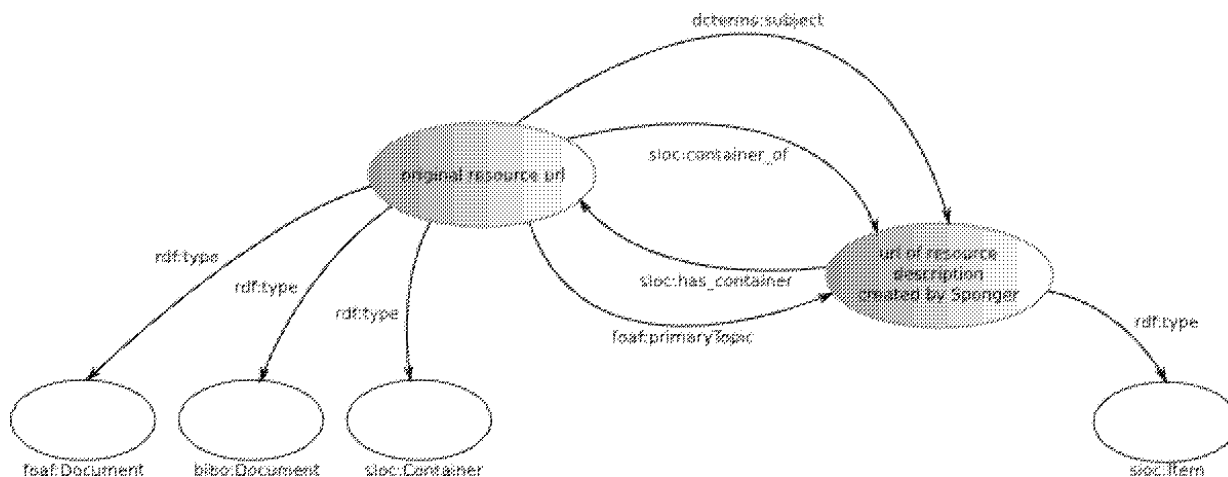 dcterms:subject
sioc:container_of
original resource url
url of resource
description
created by Sponger
rdf:type
sioc:has_container
rdf:type
rdf:type
rdf:type
foaf:primaryTopic
foaf:Document
bibo:Document
sioc:Container
sioc:Item